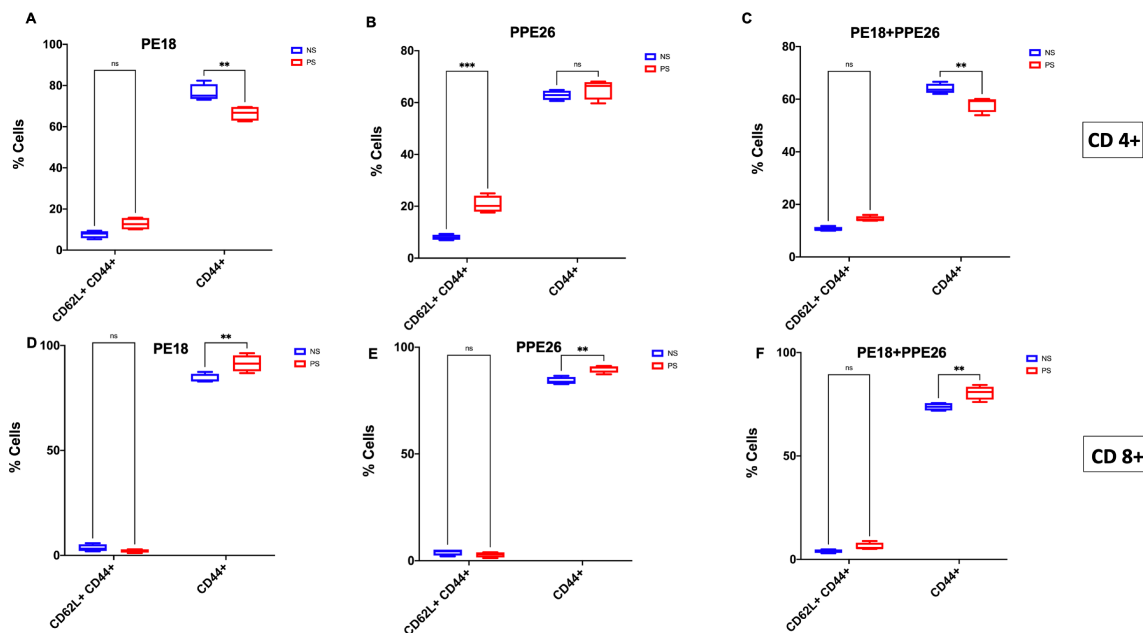 A
PE18
% Cells
100
80
60
40
20
0
ns
**
NS
PS
CD62L+ CD44+
CD44+
B
PPE26
% Cells
80
60
40
20
0
***
ns
NS
PS
CD62L+ CD44+
CD44+
C
PE18+PPE26
% Cells
80
60
40
20
0
ns
**
NS
PS
CD62L+ CD44+
CD44+
CD 4+
D
PE18
% Cells
100
50
0
ns
**
NS
PS
CD62L+ CD44+
CD44+
E
PPE26
% Cells
100
50
0
ns
**
NS
PS
CD62L+ CD44+
CD44+
F
PE18+PPE26
% Cells
100
50
0
ns
**
NS
PS
CD62L+ CD44+
CD44+
CD 8+